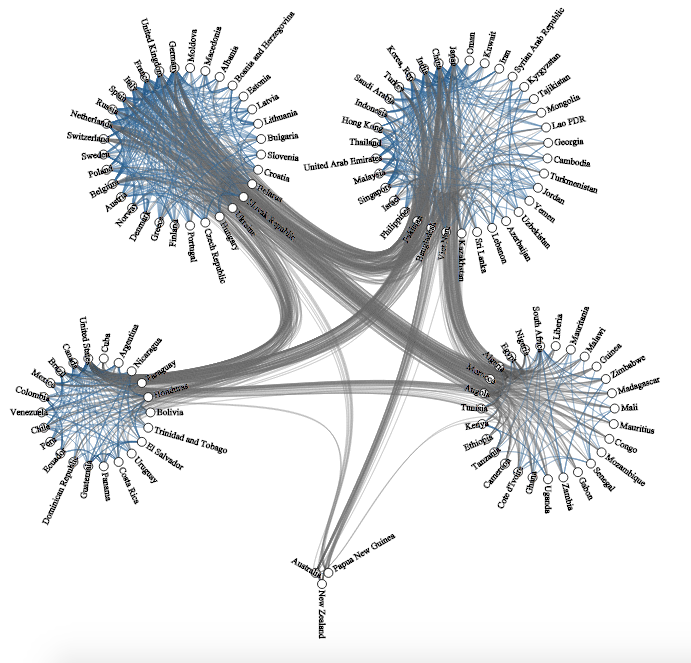 United Kingdom
Germany
Moldova
Macedonia
Albania
Bosnia and Herzegovina
Estonia
Latvia
Lithuania
Bulgaria
Slovenia
Croatia
Belarus
Slovak Republic
Ukraine
Hungary
Czech Republic
Portugal
Finland
Greece
Denmark
Norway
Austria
Belgium
Poland
Sweden
Switzerland
Netherlands
Russia
Spain
Italy
France
Korea, Rep.
India
China
Japan
Oman
Kuwait
Iran
Syrian Arab Republic
Kyrgyzstan
Tajikistan
Mongolia
Lao PDR
Georgia
Cambodia
Turkmenistan
Jordan
Yemen
Uzbekistan
Azerbaijan
Lebanon
Sri Lanka
Kazakhstan
Bangladesh
Pakistan
Philippines
Israel
Singapore
Malaysia
United Arab Emirates
Thailand
Hong Kong
Indonesia
Saudi Arabia
Turkey
United States
Cuba
Argentina
Nicaragua
Paraguay
Honduras
Bolivia
Trinidad and Tobago
El Salvador
Uruguay
Costa Rica
Panama
Guatemala
Dominican Republic
Ecuador
Peru
Chile
Venezuela
Colombia
Mexico
Brazil
Canada
Algeria
Egypt
Nigeria
South Africa
Liberia
Mauritania
Malawi
Guinea
Zimbabwe
Madagascar
Mali
Mauritius
Congo
Mozambique
Senegal
Gabon
Zambia
Uganda
Ghana
Cote d'Ivoire
Cameroon
Tanzania
Ethiopia
Kenya
Tunisia
Angola
Morocco
Australia
Papua New Guinea
New Zealand